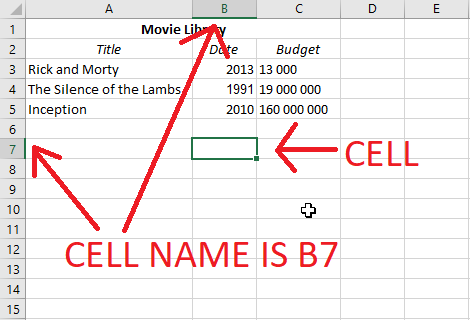 A B C D E
1 Movie Library
2 Title Date Budget
3 Rick and Morty 2013 13 000
4 The Silence of the Lambs 1991 19 000 000
5 Inception 2010 160 000 000
6
7 CELL
8
9
10
11
12 CELL NAME IS B7
13
14
15